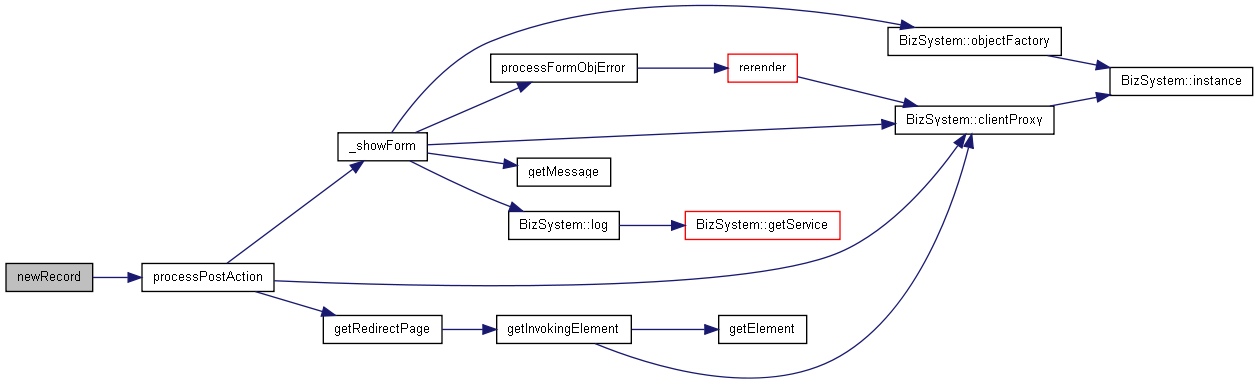 BizSystem::objectFactory
processFormObjError
rerender
BizSystem::instance
BizSystem::clientProxy
_showForm
getMessage
BizSystem::log
BizSystem::getService
newRecord
processPostAction
getRedirectPage
getInvokingElement
getElement